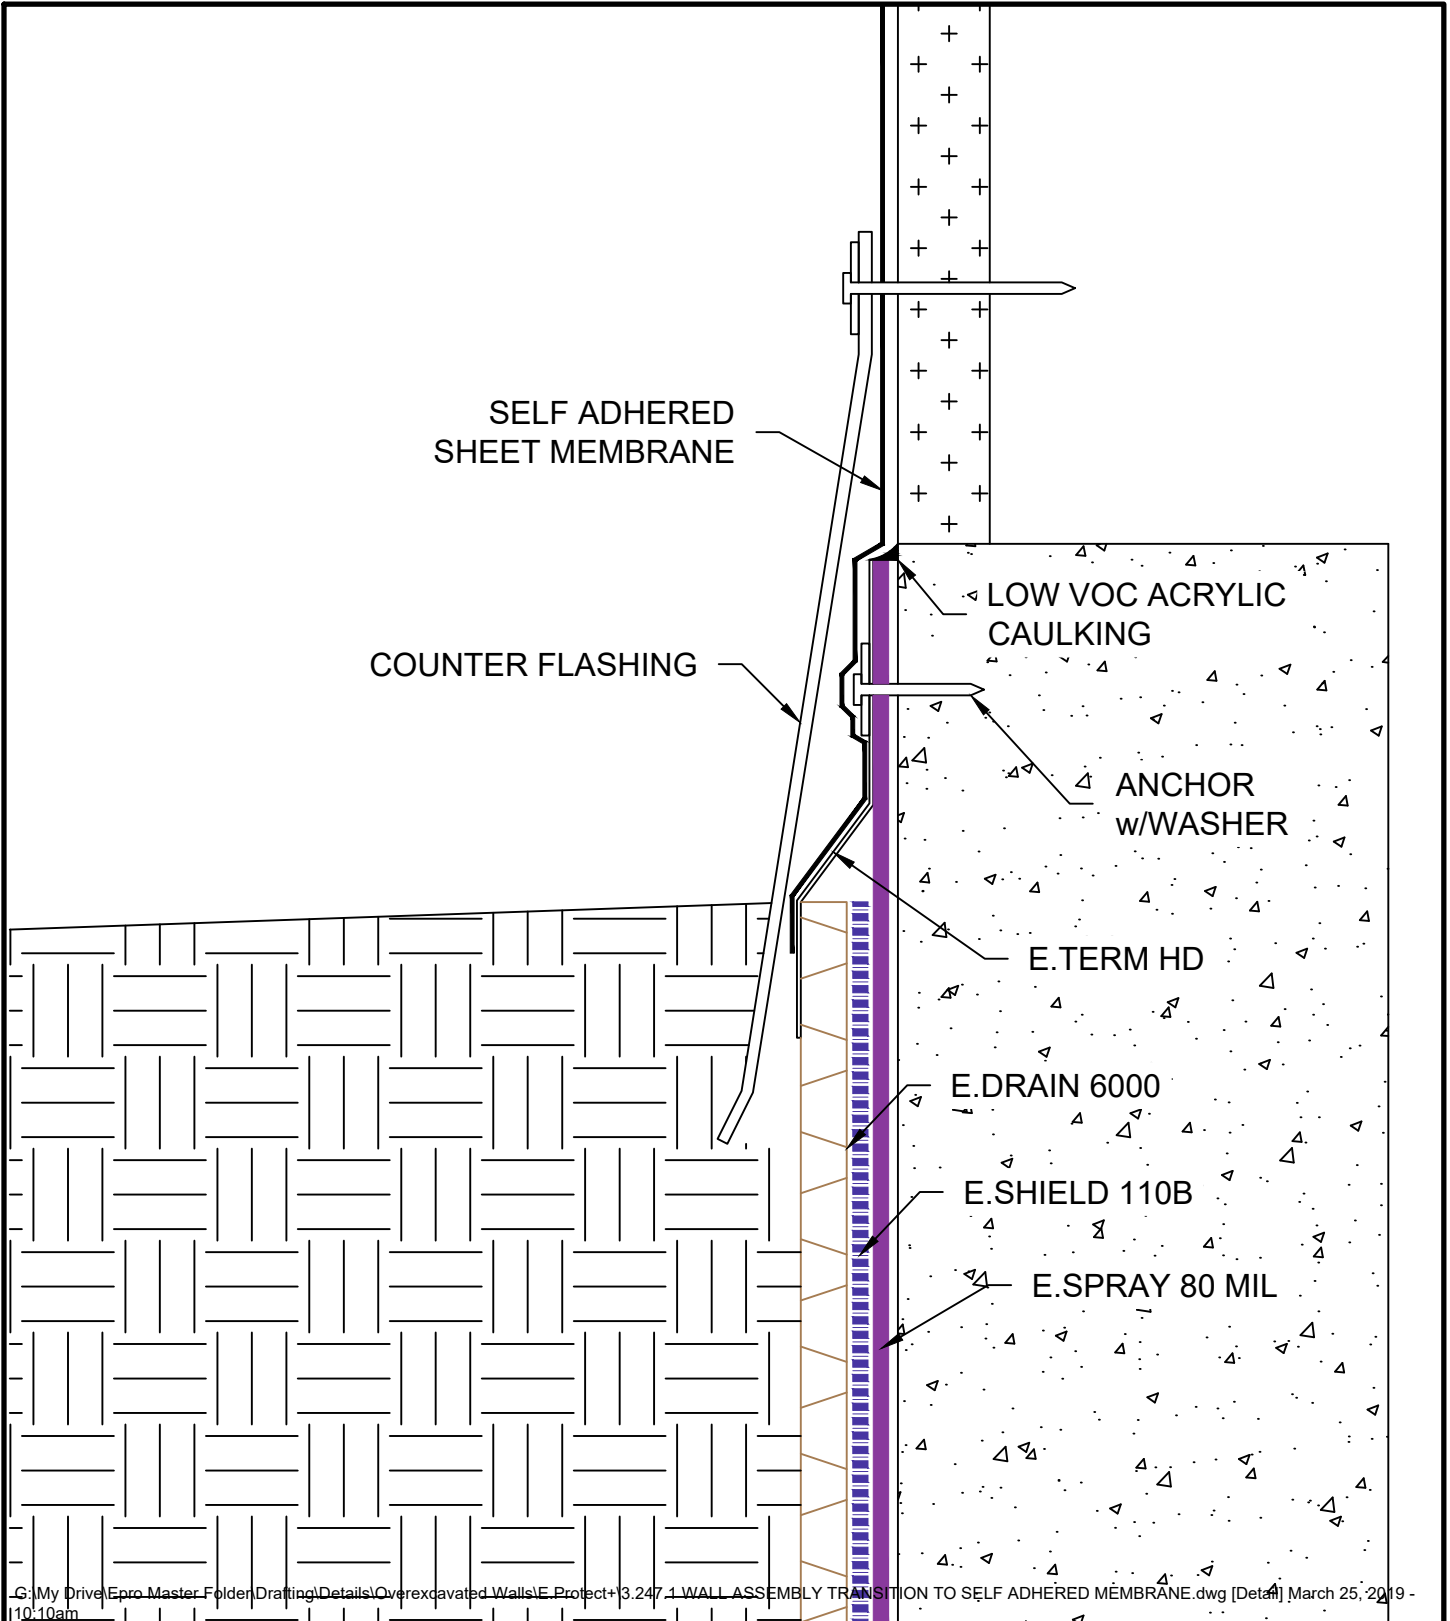 SELF ADHERED
SHEET MEMBRANE
LOW VOC ACRYLIC
CAULKING
COUNTER FLASHING
ANCHOR
w/WASHER
E.TERM HD
E.DRAIN 6000
E.SHIELD 110B
E.SPRAY 80 MIL
G:\My Drive\Epro Master Folder\Drafting\Details\Overexcavated Walls\E.Protect+\3.247.1 WALL ASSEMBLY TRANSITION TO SELF ADHERED MEMBRANE.dwg [Detail] March 25, 2019 -
10:10am